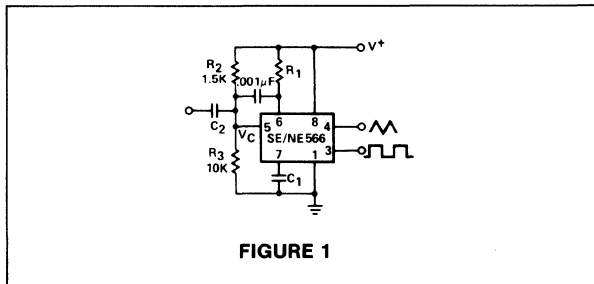 V+
R2
1.5K
.001µF
R1
C2
VC
5
6
8
4
SE/NE566
7
1
3
R3
10K
C1
FIGURE 1